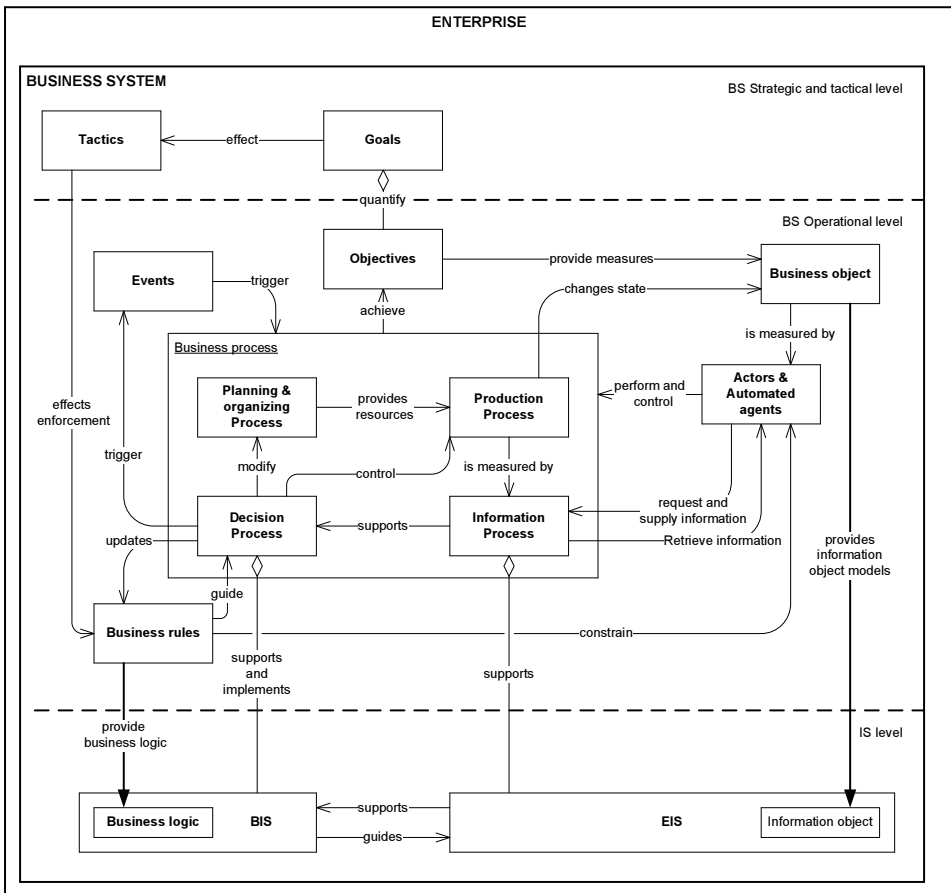 ENTERPRISE
BUSINESS SYSTEM
BS Strategic and tactical level
Tactics
effect
Goals
quantify
BS Operational level
Events
trigger
Objectives
provide measures
Business object
changes state
achieve
is measured by
Business process
Planning &
organizing
Process
provides
resources
Production
Process
perform and
control
Actors &
Automated
agents
effects
enforcement
trigger
modify
control
is measured by
Decision
Process
supports
Information
Process
request and
supply information
Retrieve information
updates
guide
provides
information
object models
Business rules
constrain
supports
and
implements
supports
provide
business logic
IS level
Business logic
BIS
supports
guides
EIS
Information object